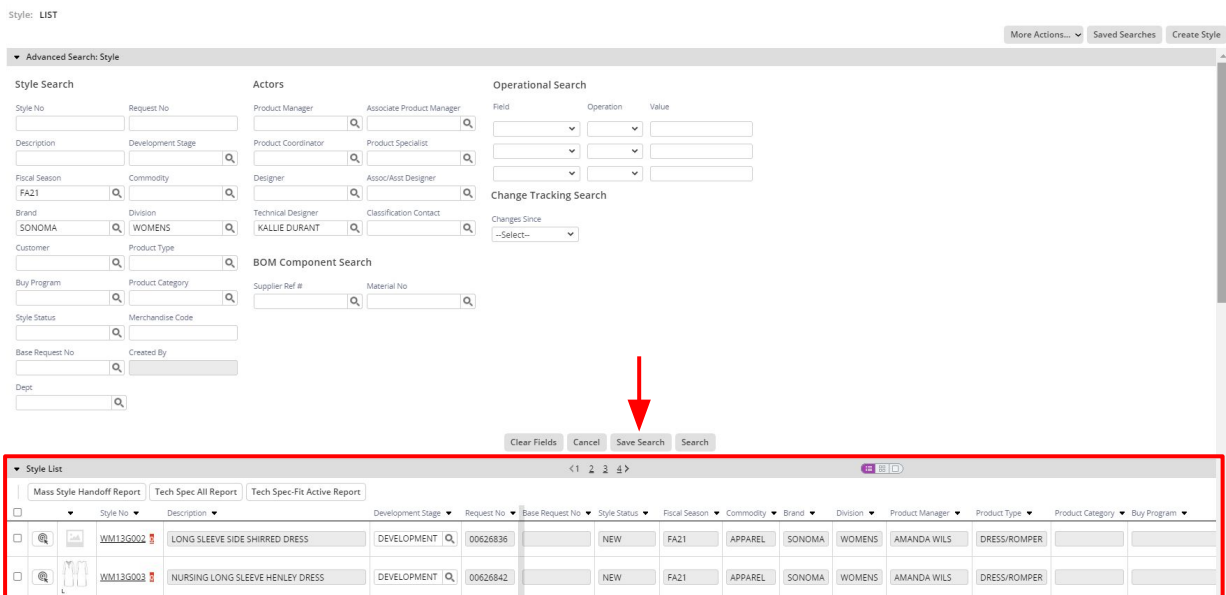 Style: LIST
More Actions... Saved Searches Create Style
Advanced Search: Style
Style Search Actors Operational Search
Style No Request No Product Manager Associate Product Manager Field Operation Value
Description Development Stage Product Coordinator Product Specialist
Fiscal Season Commodity Designer Assoc/Asst Designer
FA21
Change Tracking Search
Brand Division Technical Designer Classification Contact
Changes Since
SONOMA WOMENS KALLIE DURANT
--Select--
Customer Product Type
BOM Component Search
Buy Program Product Category Supplier Ref # Material No
Style Status Merchandise Code
Base Request No Created By
Dept
Clear Fields Cancel Save Search Search
Style List <1 2 3 4>
Mass Style Handoff Report Tech Spec All Report Tech Spec-Fit Active Report
Style No Description Development Stage Request No Base Request No Style Status Fiscal Season Commodity Brand Division Product Manager Product Type Product Category Buy Program
WM13G002 LONG SLEEVE SIDE SHIRRED DRESS DEVELOPMENT 00626836 NEW FA21 APPAREL SONOMA WOMENS AMANDA WILS DRESS/ROMPER
WM13G003 NURSING LONG SLEEVE HENLEY DRESS DEVELOPMENT 00626842 NEW FA21 APPAREL SONOMA WOMENS AMANDA WILS DRESS/ROMPER
L